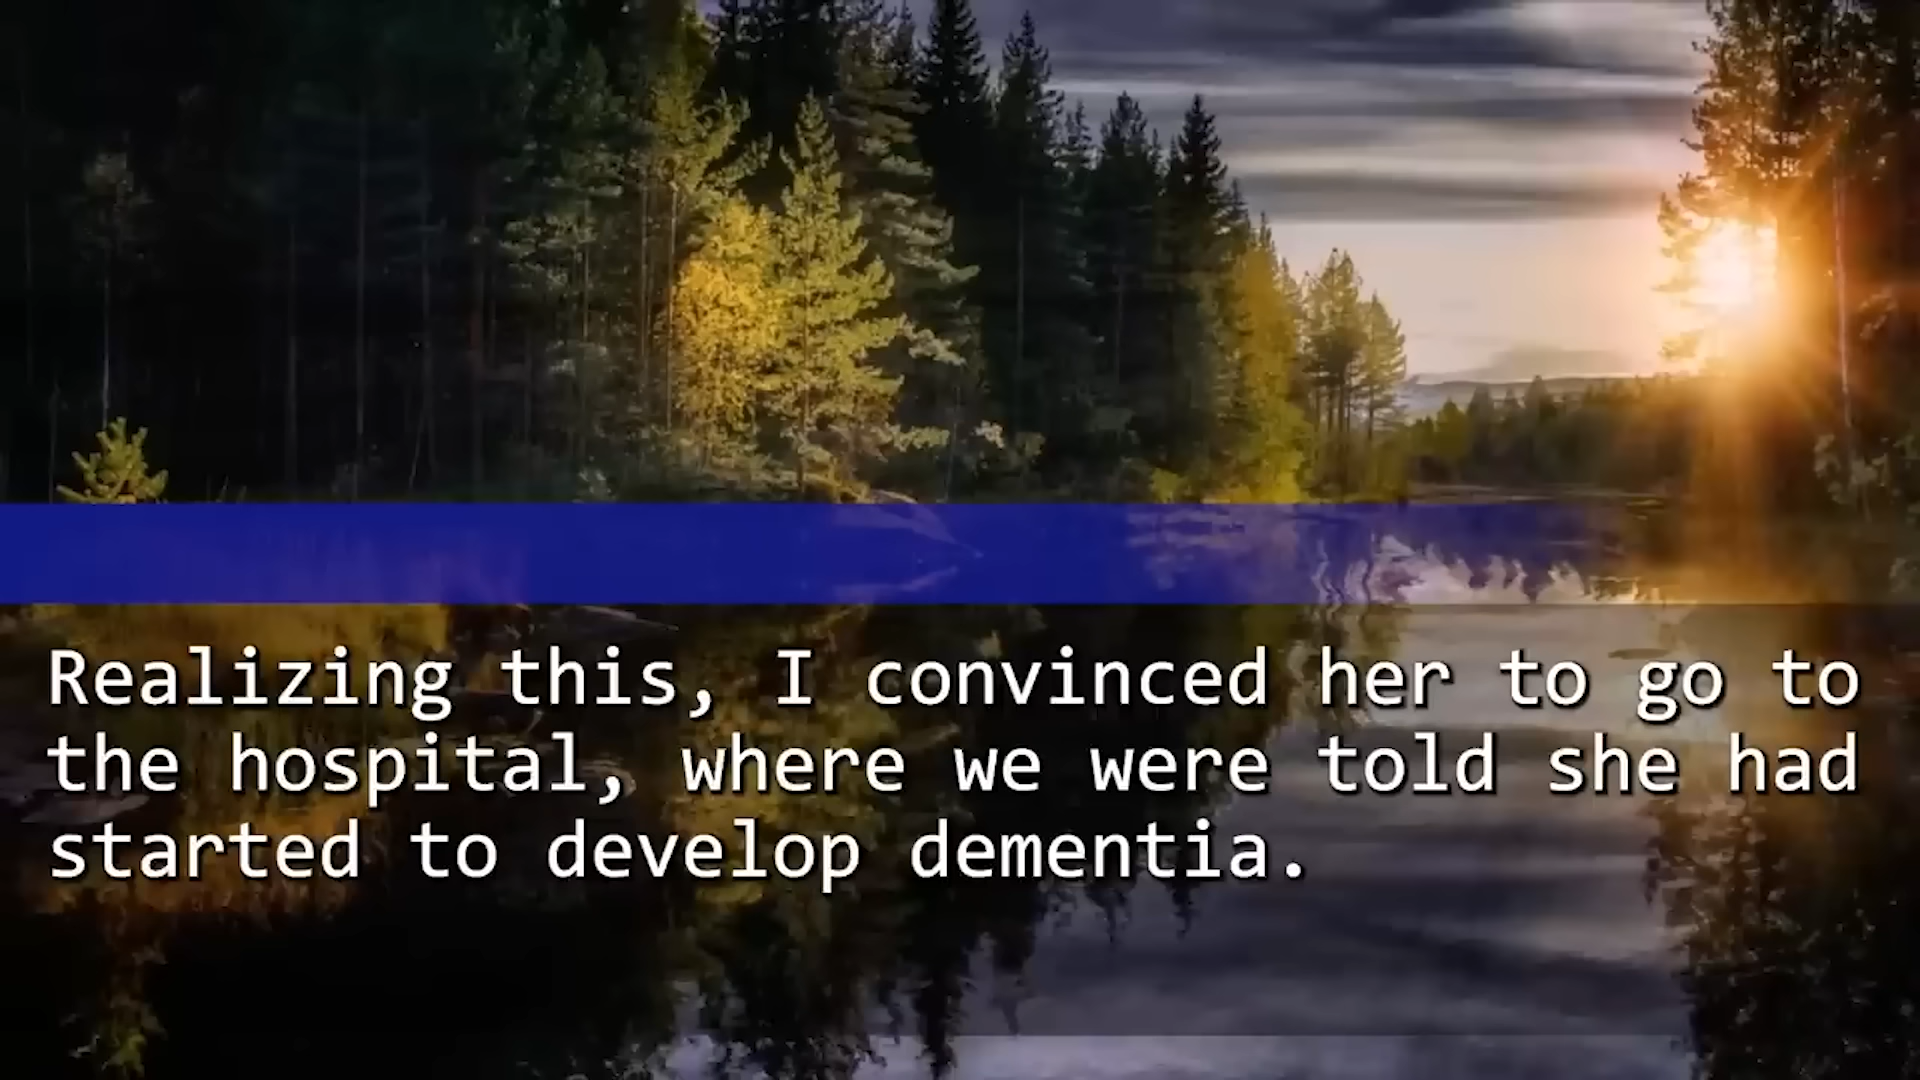 Realizing this, I convinced her to go to
the hospital, where we were told she had
started to develop dementia.